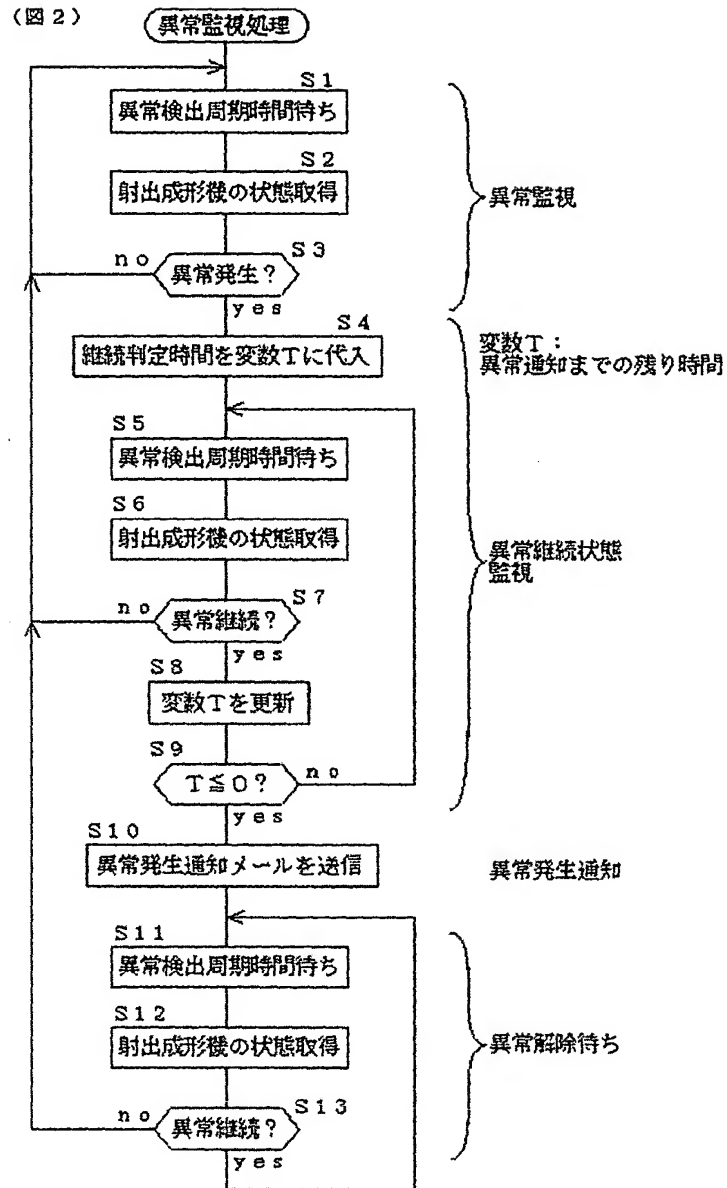 (図2)
異常監視処理
S1
異常検出周期時間待ち
S2
射出成形機の状態取得
異常監視
S3
no
異常発生?
yes
S4
継続判定時間を変数Tに代入
変数T:
異常通知までの残り時間
S5
異常検出周期時間待ち
S6
射出成形機の状態取得
異常継続状態
監視
S7
no
異常継続?
yes
S8
変数Tを更新
S9
T≦0?
no
yes
S10
異常発生通知メールを送信
異常発生通知
S11
異常検出周期時間待ち
S12
射出成形機の状態取得
異常解除待ち
S13
no
異常継続?
yes